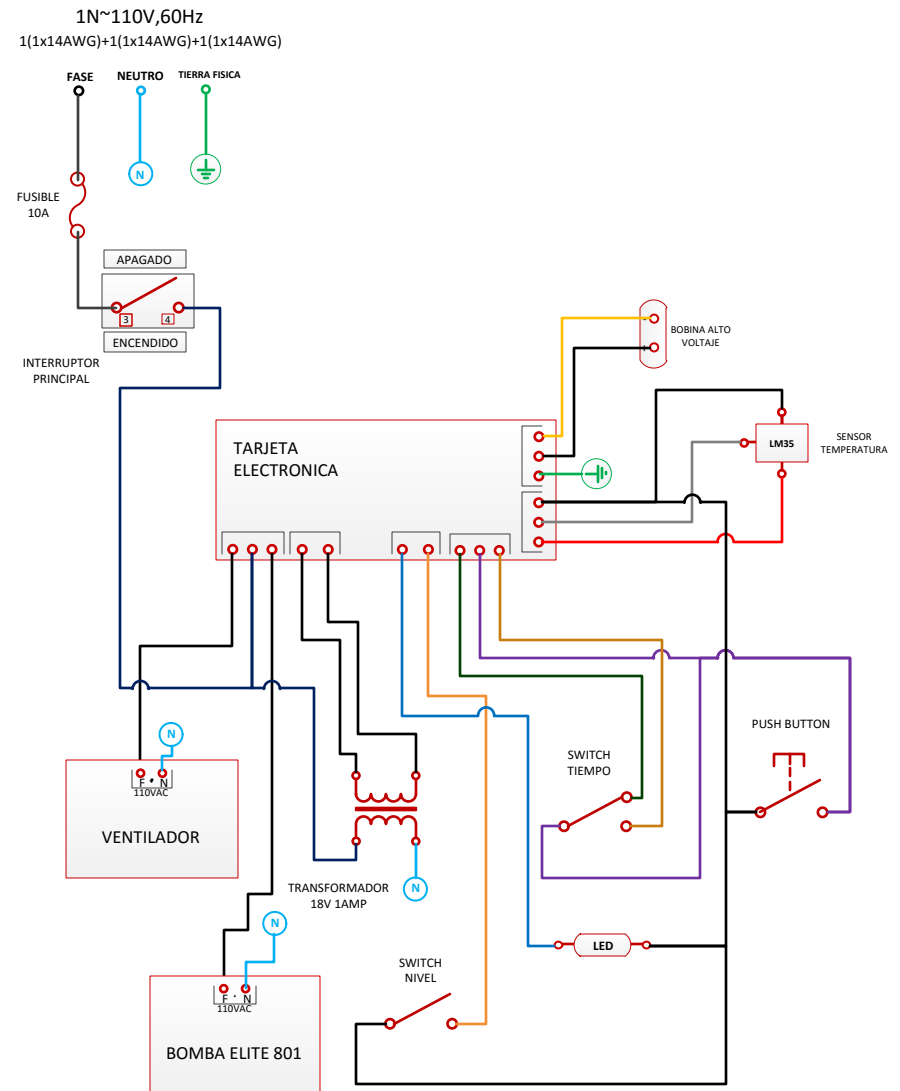 1N~110V,60Hz
1(1x14AWG)+1(1x14AWG)+1(1x14AWG)
FASE
NEUTRO
TIERRA FISICA
N
FUSIBLE
10A
APAGADO
3
4
ENCENDIDO
INTERRUPTOR
PRINCIPAL
BOBINA ALTO
VOLTAJE
TARJETA
ELECTRONICA
LM35
SENSOR
TEMPERATURA
N
F
N
110VAC
VENTILADOR
TRANSFORMADOR
18V 1AMP
N
SWITCH
TIEMPO
PUSH BUTTON
N
LED
SWITCH
NIVEL
F
N
110VAC
BOMBA ELITE 801